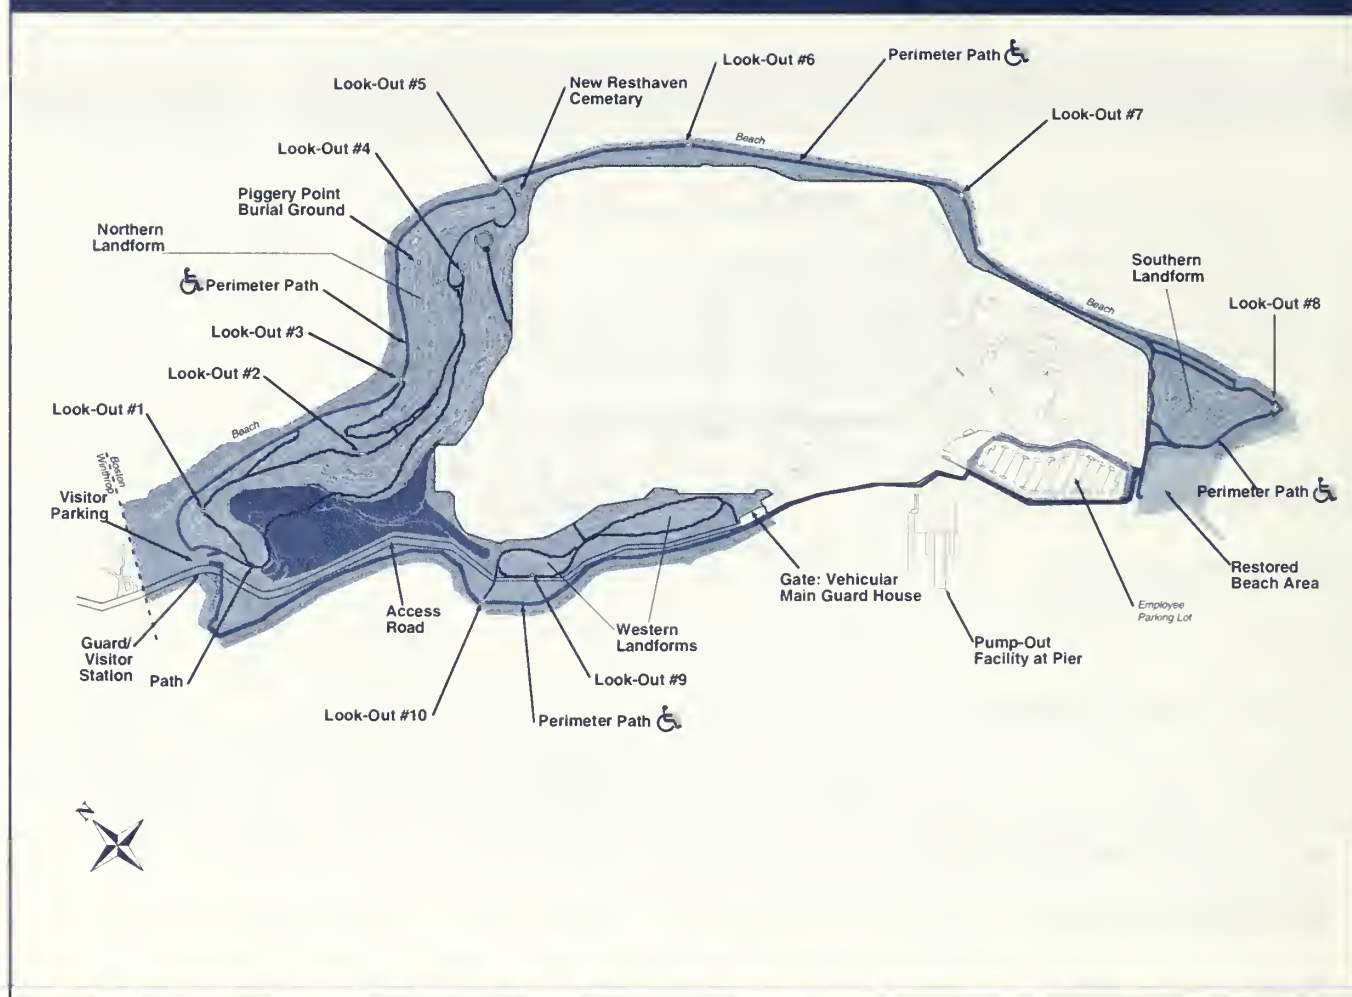 Look-Out #6
Perimeter Path
Look-Out #5
New Resthaven
Cemetary
Look-Out #7
Beach
Look-Out #4
Piggery Point
Burial Ground
Northern
Landform
Perimeter Path
Southern
Landform
Look-Out #8
Beach
Look-Out #3
Look-Out #2
Look-Out #1
Beach
Boston
Winthrop
Visitor
Parking
Perimeter Path
Restored
Beach Area
Gate: Vehicular
Main Guard House
Employee
Parking Lot
Access
Road
Western
Landforms
Pump-Out
Facility at Pier
Guard/
Visitor
Station
Path
Look-Out #9
Look-Out #10
Perimeter Path
N